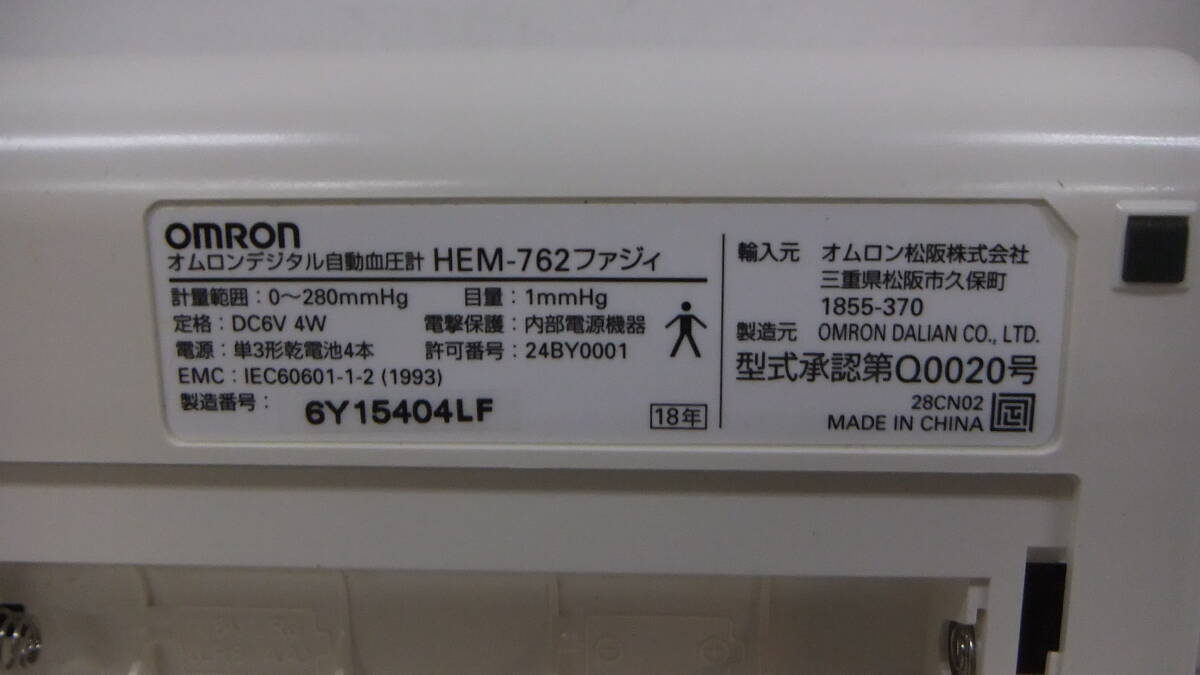 OMRON
オムロンデジタル自動血圧計 HEM-762ファジィ
計量範囲：0～280mmHg 目量：1mmHg
定格：DC6V 4W 電撃保護：内部電源機器
電源：単3形乾電池4本 許可番号：24BY0001
EMC：IEC60601-1-2 (1993)
製造番号： 6Y15404LF 18年
輸入元 オムロン松阪株式会社
三重県松阪市久保町
1855-370
製造元 OMRON DALIAN CO., LTD.
型式承認第Q0020号
28CN02
MADE IN CHINA